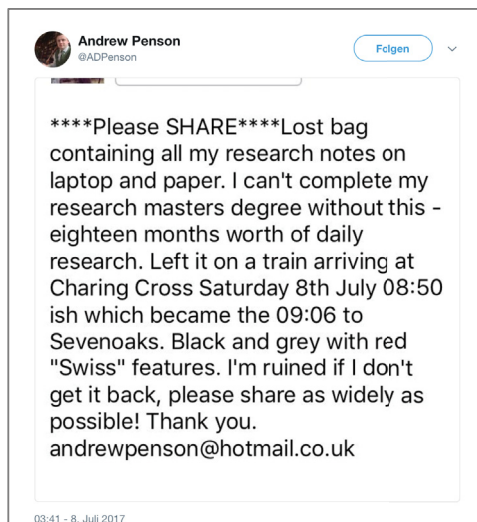 Andrew Penson
@ADPenson
Folgen
****Please SHARE****Lost bag
containing all my research notes on
laptop and paper. I can't complete my
research masters degree without this -
eighteen months worth of daily
research. Left it on a train arriving at
Charing Cross Saturday 8th July 08:50
ish which became the 09:06 to
Sevenoaks. Black and grey with red
"Swiss" features. I'm ruined if I don't
get it back, please share as widely as
possible! Thank you.
andrewpenson@hotmail.co.uk
03:41 - 8. Juli 2017